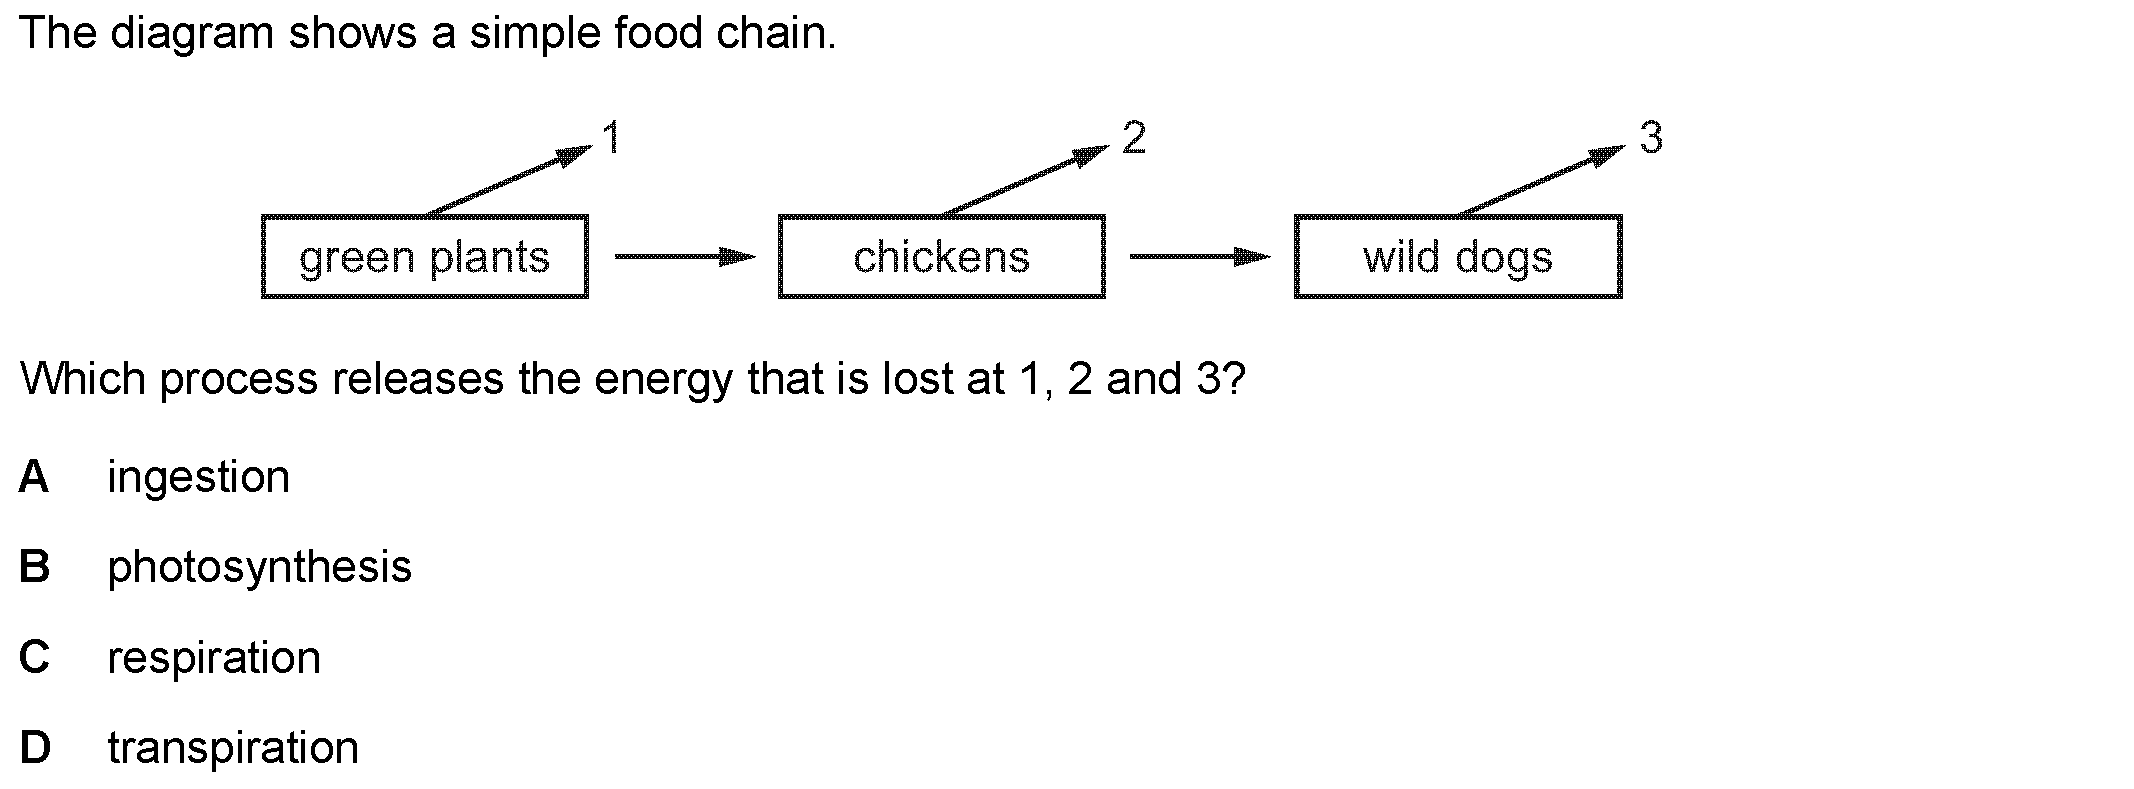 The diagram shows a simple food chain.
1 2 3
green plants chickens wild dogs
Which process releases the energy that is lost at 1, 2 and 3?
A ingestion
B photosynthesis
C respiration
D transpiration